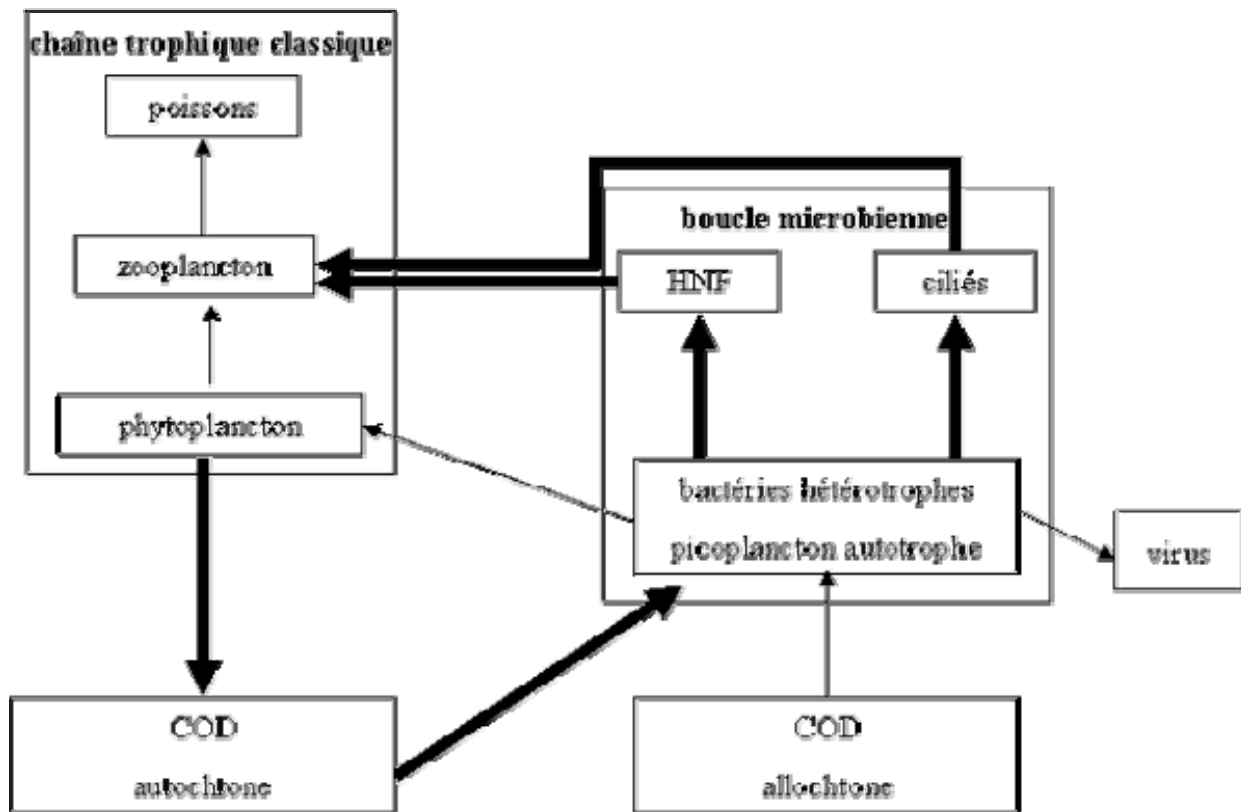 chaîne trophique classique
poissons
zooplancton
phytoplancton
boucle microbienne
HNF
ciliés
bactéries hétérotrophes
picoplancton autotrophe
virus
COD
autochtone
COD
allochtone